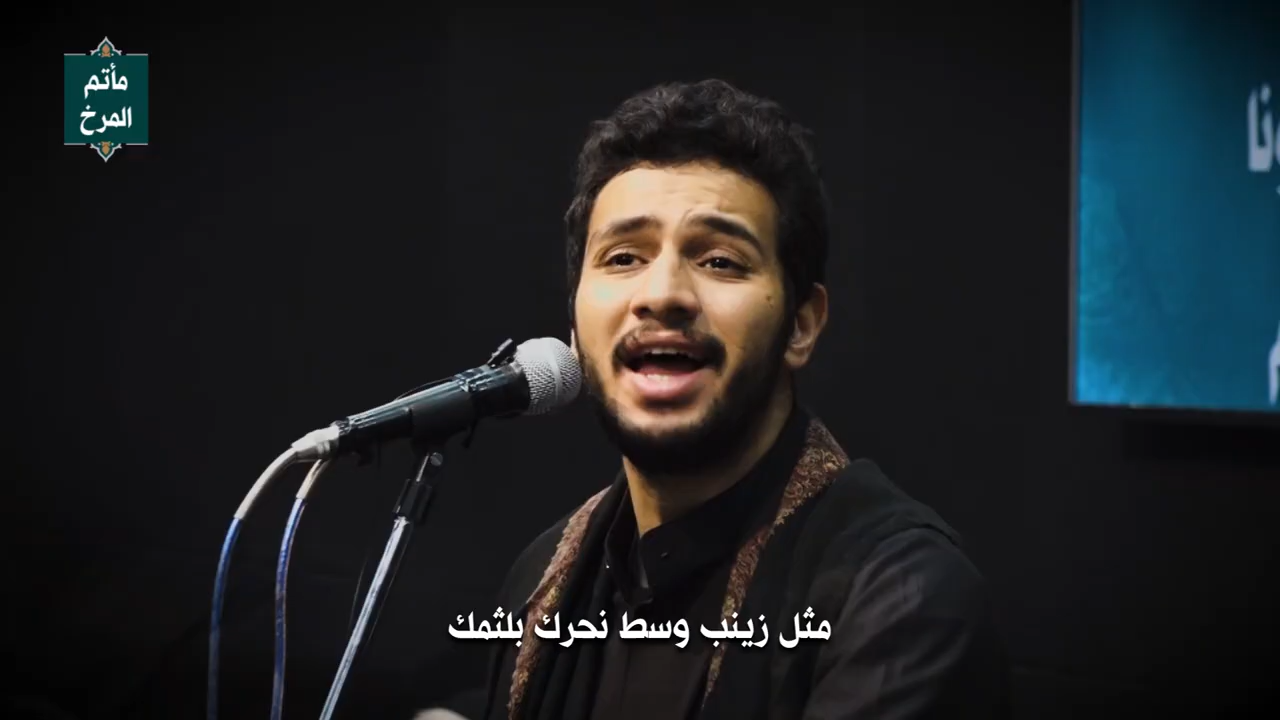 مأتم
المرخ
مثل زينب وسط نحرك بلثمك